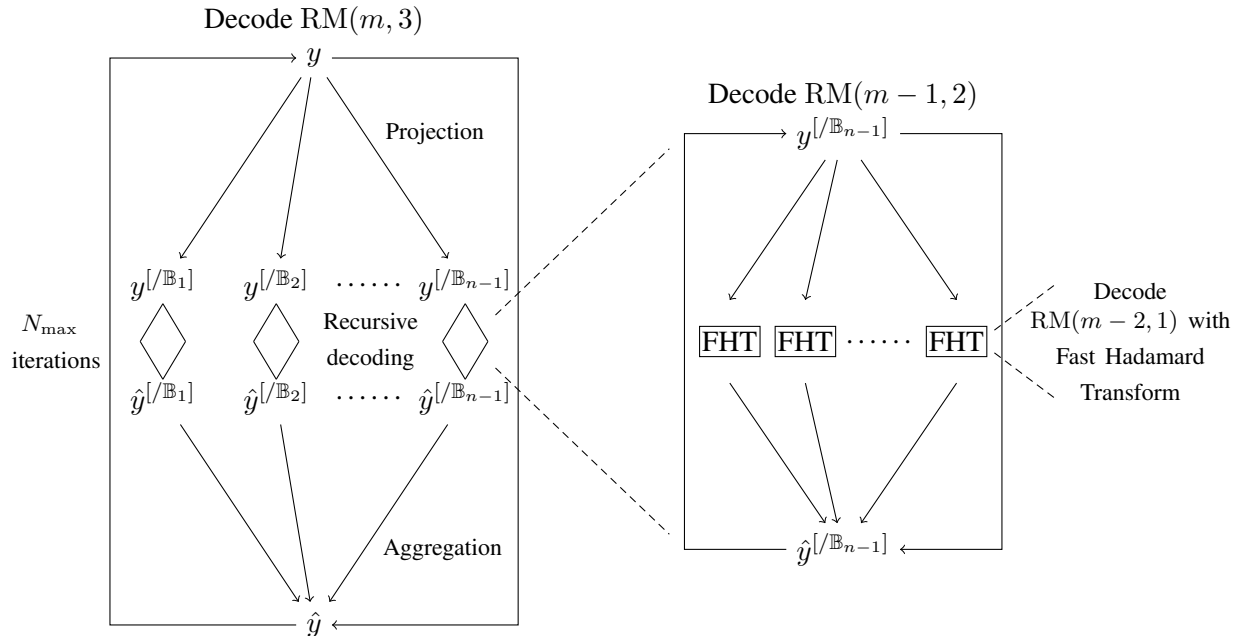 Decode RM(m, 3)
y
Projection
y^{[/𝔹_1]} y^{[/𝔹_2]} ······ y^{[/𝔹_{n−1}]}
N_max
iterations
Recursive
decoding
ŷ^{[/𝔹_1]} ŷ^{[/𝔹_2]} ······ ŷ^{[/𝔹_{n−1}]}
Aggregation
ŷ
Decode RM(m − 1, 2)
y^{[/𝔹_{n−1}]}
FHT FHT ······ FHT
ŷ^{[/𝔹_{n−1}]}
Decode
RM(m − 2, 1) with
Fast Hadamard
Transform